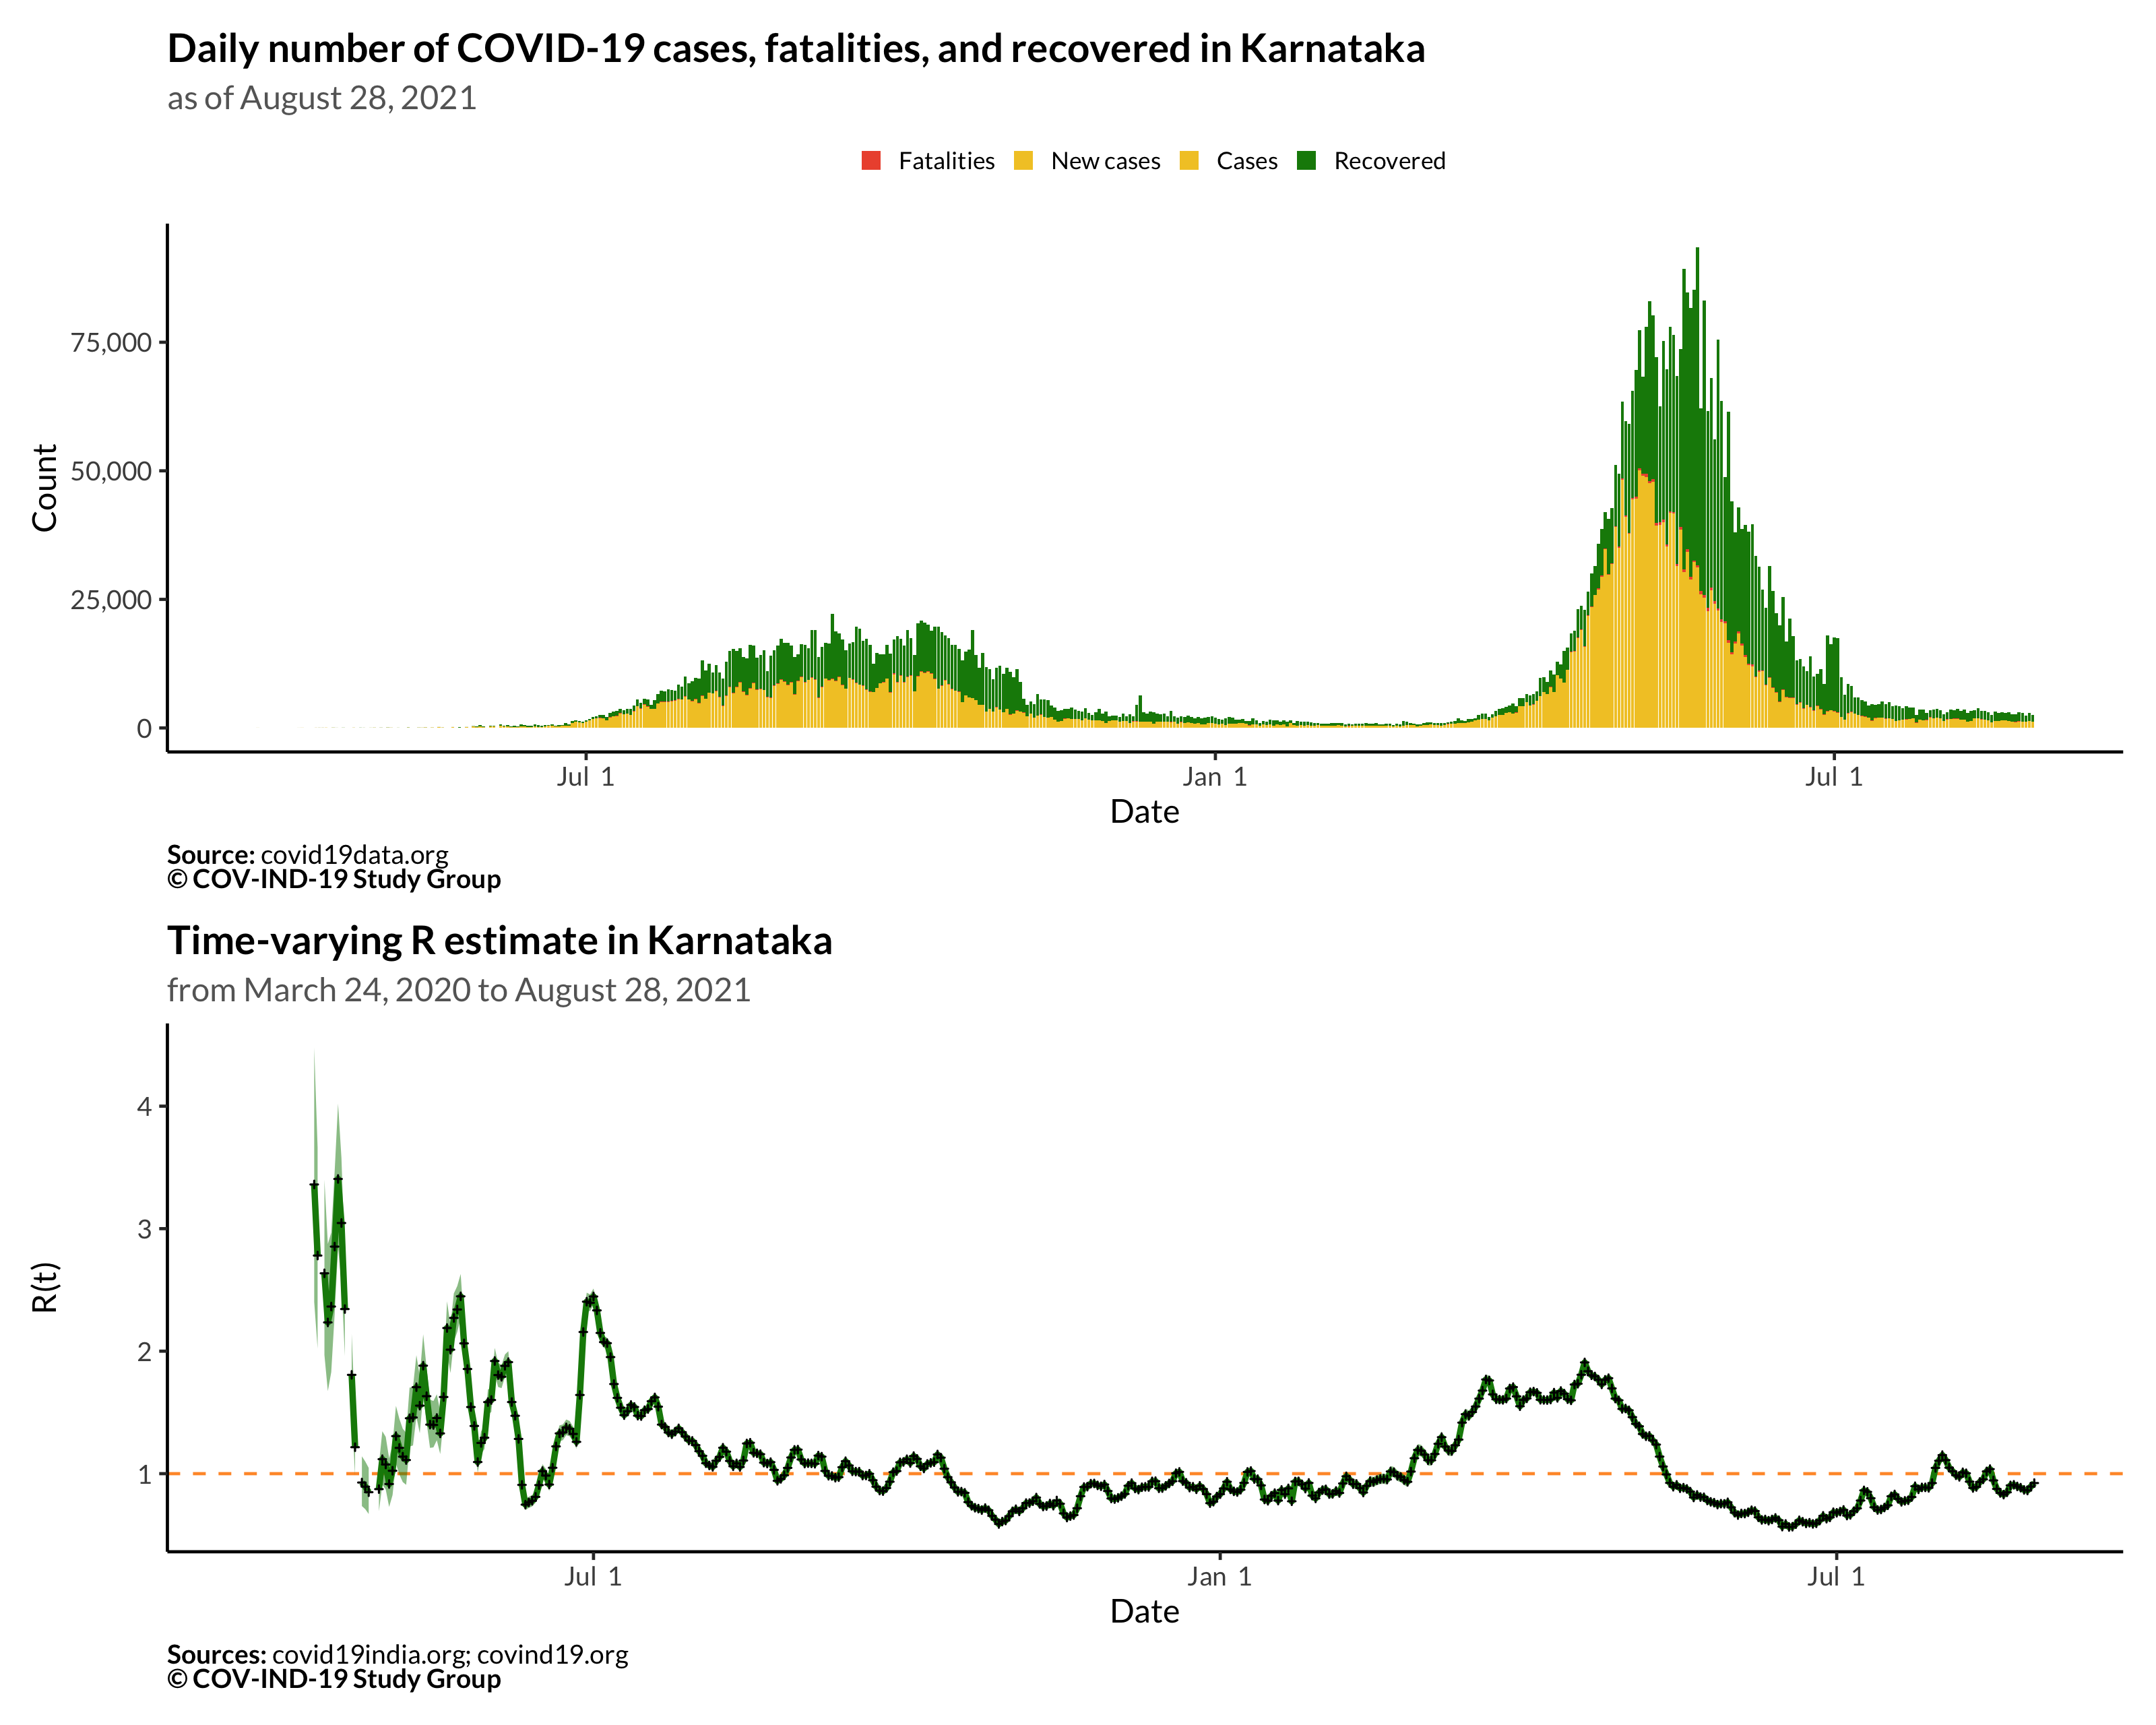 Daily number of COVID-19 cases, fatalities, and recovered in Karnataka
as of August 28, 2021
Fatalities New cases Cases Recovered
75,000
50,000
25,000
0
Count
Jul 1 Jan 1 Jul 1
Date
Source: covid19data.org
© COV-IND-19 Study Group
Time-varying R estimate in Karnataka
from March 24, 2020 to August 28, 2021
4
3
2
1
R(t)
Jul 1 Jan 1 Jul 1
Date
Sources: covid19india.org; covind19.org
© COV-IND-19 Study Group